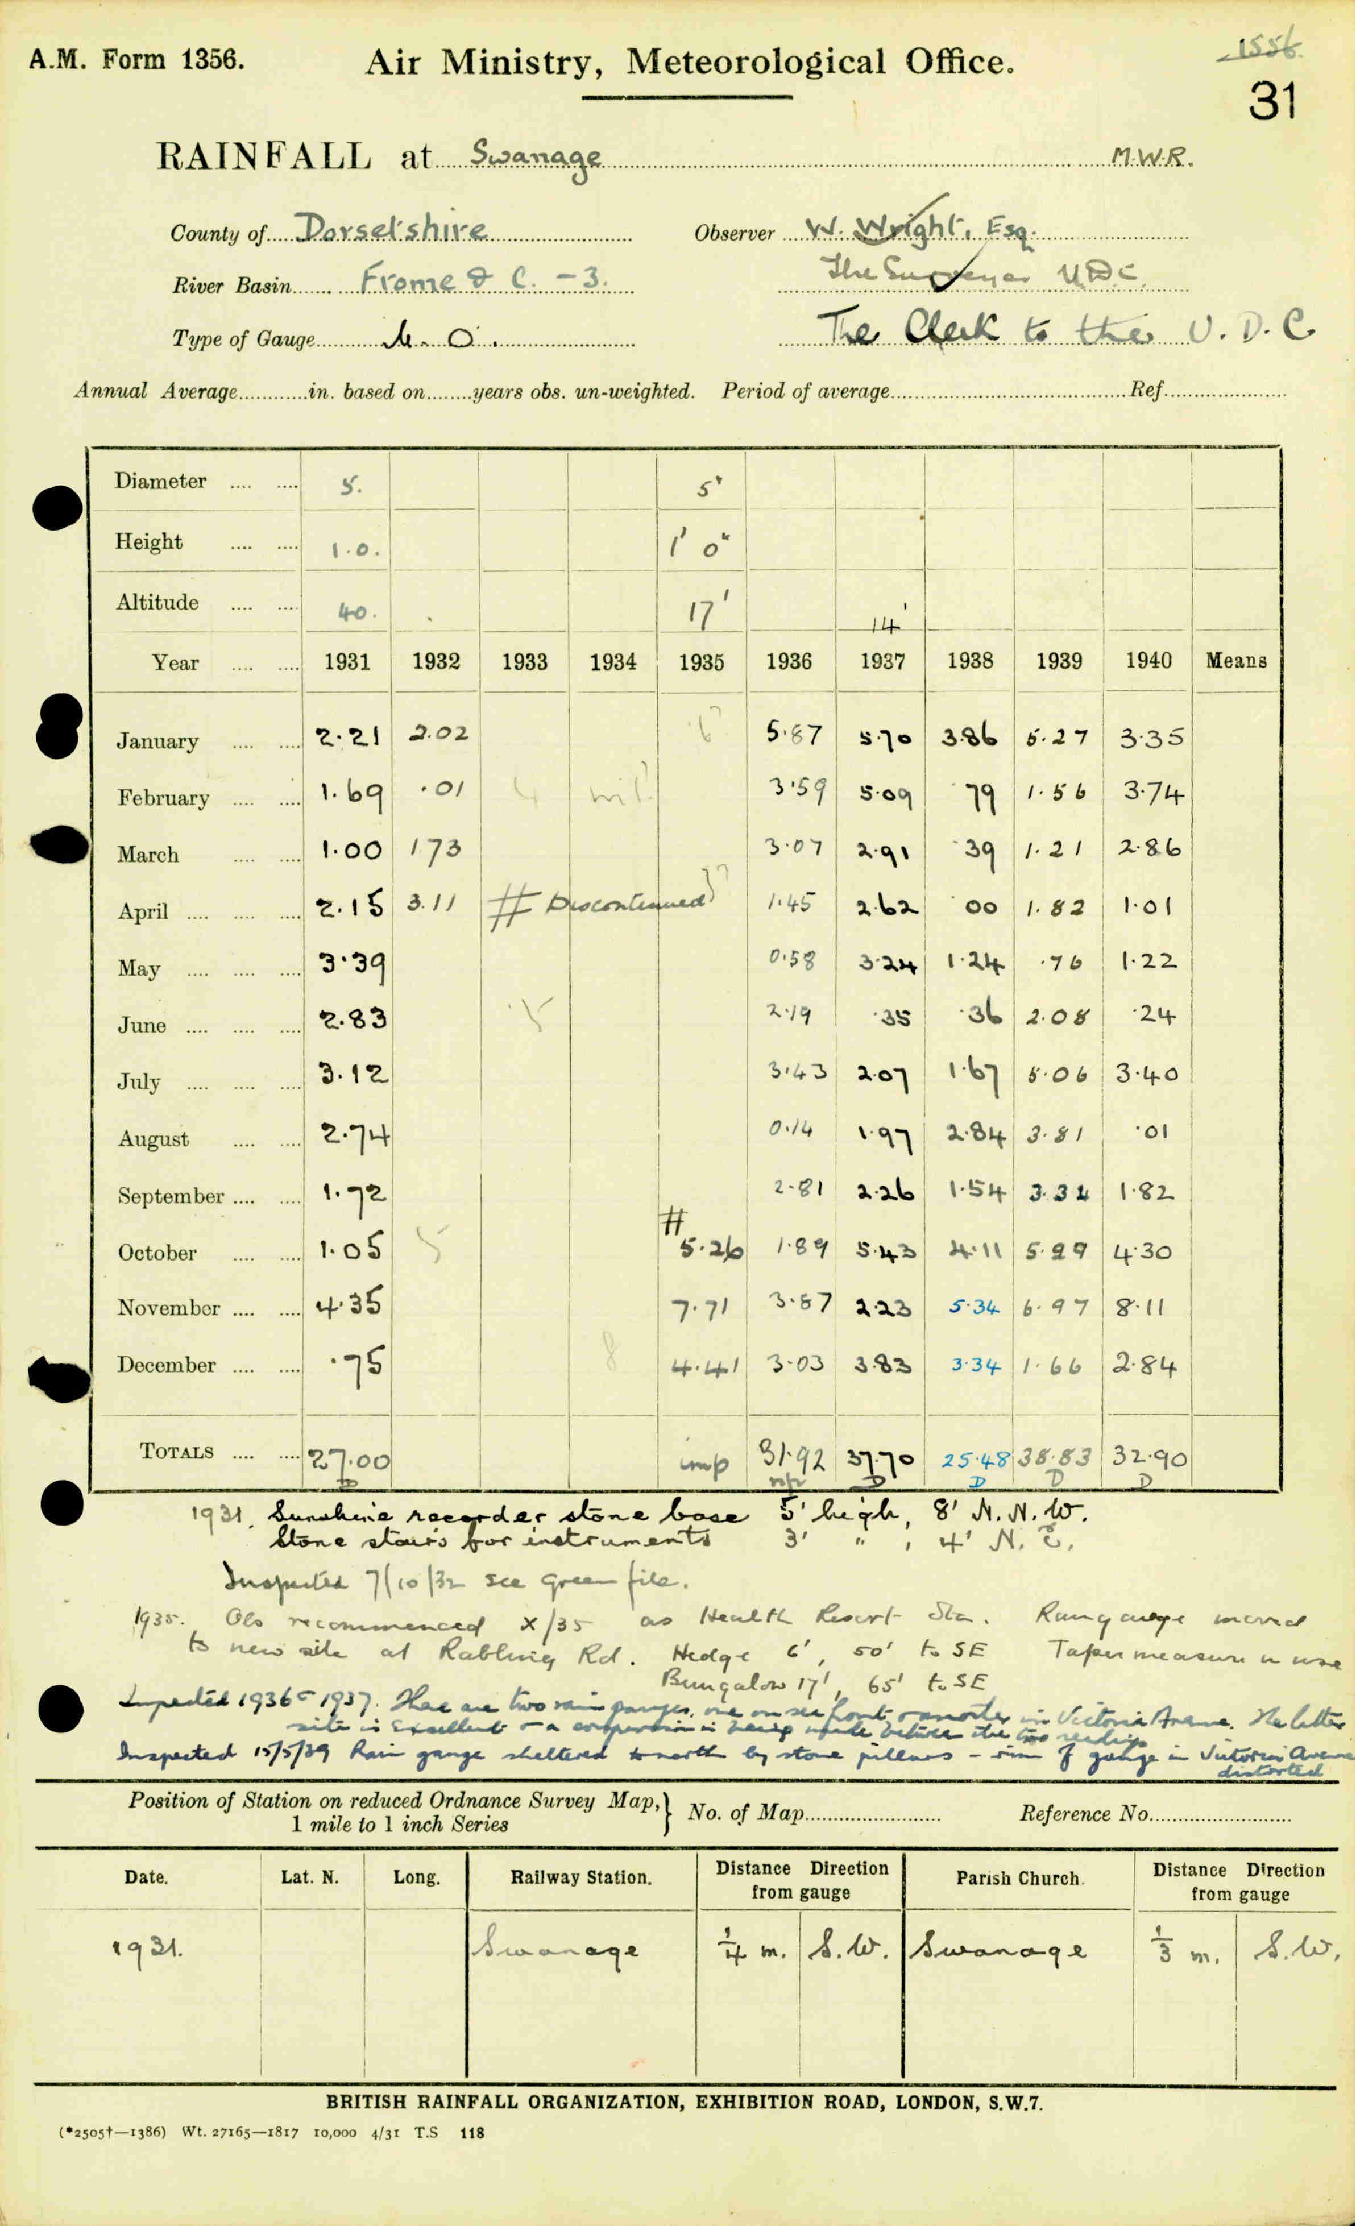 1556
A.M. Form 1356. Air Ministry, Meteorological Office.
31
RAINFALL at Swanage M.W.R.
County of Dorsetshire Observer W. Wright, Esq.
River Basin Frome & C. - 3. The Surveyor U.D.C.
Type of Gauge M. O. The Clerk to the U. D. C
Annual Average in. based on years obs. un-weighted. Period of average Ref.
Diameter 5. 5"
Height 1.0. 1' 0"
Altitude 40. 17' 14'
Year 1931 1932 1933 1934 1935 1936 1937 1938 1939 1940 Means
January 2.21 2.02 5.87 5.70 3.86 5.27 3.35
February 1.69 .01 3.59 5.09 .79 1.56 3.74
March 1.00 1.73 3.07 2.91 .39 1.21 2.86
April 2.15 3.11 # Discontinued 1.45 2.62 .00 1.82 1.01
May 3.39 0.58 3.24 1.24 .76 1.22
June 2.83 2.19 .35 .36 2.08 .24
July 3.12 3.43 2.07 1.67 5.06 3.40
August 2.74 0.14 1.97 2.84 3.81 .01
September 1.72 2.81 2.26 1.54 3.34 1.82
#
October 1.05 5.26 1.89 5.43 4.11 5.29 4.30
November 4.35 7.71 3.87 2.23 5.34 6.97 8.11
December .75 4.41 3.03 3.83 3.34 1.66 2.84
TOTALS 27.00 imp 31.92 37.70 25.48 38.83 32.90
D D D D D
1931. Sunshine recorder stone base 5' high, 8' N.N.W.
Stone stairs for instruments 3' " , 4' N.E.
Inspected 7/10/32 see green file.
1935. Obs recommenced X/35 as Health Resort Stn. Raingauge moved
to new site at Rabling Rd. Hedge 6', 50' to SE Taper measure in use
Bungalow 17', 65' to SE
Inspected 1936 & 1937. There are two rain gauges, one on sea front & another in Victoria Avenue. The latter
site is excellent & a comparison is being made between the two readings
Inspected 15/5/39 Rain gauge sheltered to north by stone pillars - rim of gauge in Victoria Avenue
distorted
Position of Station on reduced Ordnance Survey Map, } No. of Map Reference No.
1 mile to 1 inch Series
Date. Lat. N. Long. Railway Station. Distance Direction from gauge Parish Church. Distance Direction from gauge
1931. Swanage 1/4 m. S.W. Swanage 1/3 m. S.W.
BRITISH RAINFALL ORGANIZATION, EXHIBITION ROAD, LONDON, S.W.7.
(*2505†—1386) Wt. 27165—1817 10,000 4/31 T.S 118